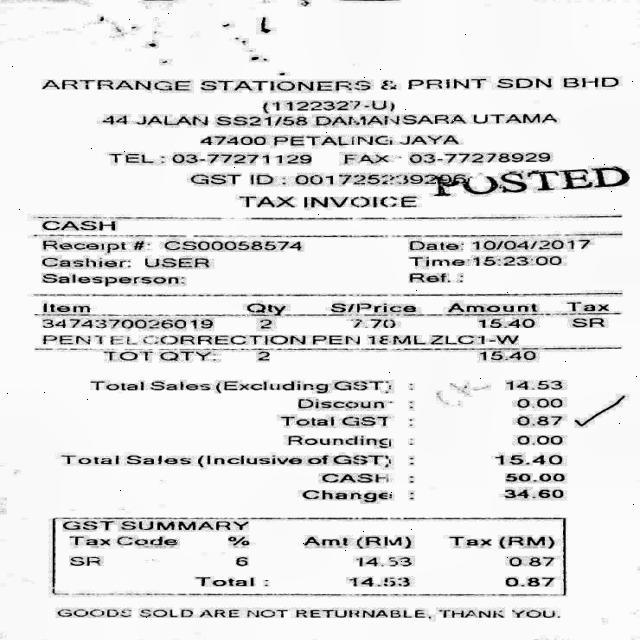 ARTRANGE STATIONERS & PRINT SDN BHD
(1122327-U)
44 JALAN SS21/58 DAMANSARA UTAMA
47400 PETALING JAYA
TEL : 03-77271129 FAX : 03-77278929
GST ID : 001725239296
POSTED
TAX INVOICE
CASH
Receipt #: CS00058574 Date: 10/04/2017
Cashier: USER Time:15:23:00
Salesperson: Ref. :
Item Qty S/Price Amount Tax
3474370026019 2 7.70 15.40 SR
PENTEL CORRECTION PEN 18ML ZLC1-W
TOT QTY: 2 15.40
Total Sales (Excluding GST) : 14.53
Discount : 0.00
Total GST : 0.87
Rounding : 0.00
Total Sales (Inclusive of GST) : 15.40
CASH : 50.00
Change : 34.60
GST SUMMARY
Tax Code % Amt (RM) Tax (RM)
SR 6 14.53 0.87
Total : 14.53 0.87
GOODS SOLD ARE NOT RETURNABLE, THANK YOU.